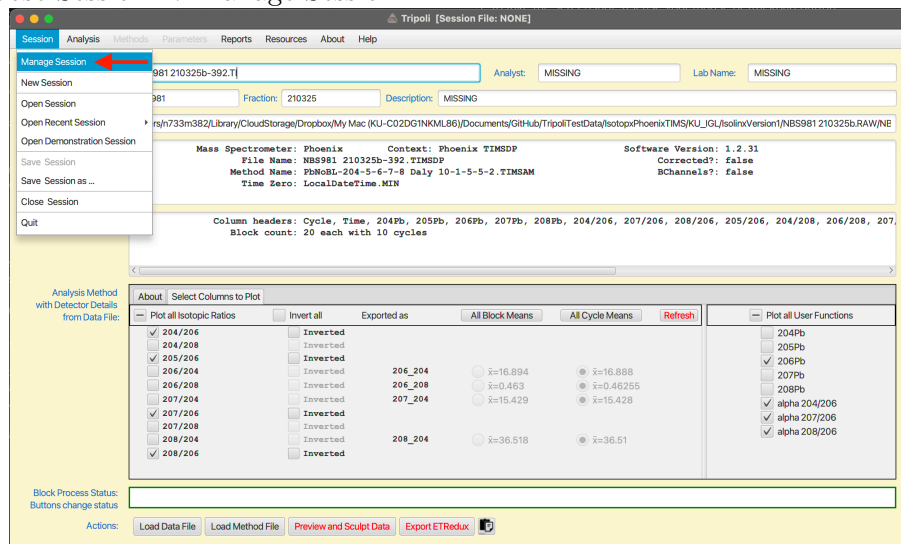 Tripoli [Session File: NONE]
Session Analysis Methods Parameters Reports Resources About Help
Manage Session
New Session
Open Session
Open Recent Session
Open Demonstration Session
Save Session
Save Session as ...
Close Session
Quit
981 210325b-392.TI
Analyst: MISSING
Lab Name: MISSING
981
Fraction: 210325
Description: MISSING
rs/n733m382/Library/CloudStorage/Dropbox/My Mac (KU-C02DG1NKML86)/Documents/GitHub/TripoliTestData/IsotopxPhoenixTIMS/KU_IGL/IsolinxVersion1/NBS981 210325b.RAW/NB
Mass Spectrometer: Phoenix Context: Phoenix TIMSDP Software Version: 1.2.31
File Name: NBS981 210325b-392.TIMSDP Corrected?: false
Method Name: PbNoBL-204-5-6-7-8 Daly 10-1-5-5-2.TIMSAM BChannels?: false
Time Zero: LocalDateTime.MIN
Column headers: Cycle, Time, 204Pb, 205Pb, 206Pb, 207Pb, 208Pb, 204/206, 207/206, 208/206, 205/206, 204/208, 206/208, 207,
Block count: 20 each with 10 cycles
Analysis Method
with Detector Details
from Data File:
About Select Columns to Plot
Plot all Isotopic Ratios Invert all Exported as All Block Means All Cycle Means Refresh Plot all User Functions
204/206 Inverted
204/208 Inverted
205/206 Inverted
206/204 Inverted 206_204 x̄=16.894 x̄=16.888
206/208 Inverted 206_208 x̄=0.463 x̄=0.46255
207/204 Inverted 207_204 x̄=15.429 x̄=15.428
207/206 Inverted
207/208 Inverted
208/204 Inverted 208_204 x̄=36.518 x̄=36.51
208/206 Inverted
204Pb
205Pb
206Pb
207Pb
208Pb
alpha 204/206
alpha 207/206
alpha 208/206
Block Process Status:
Buttons change status
Actions: Load Data File Load Method File Preview and Sculpt Data Export ETRedux